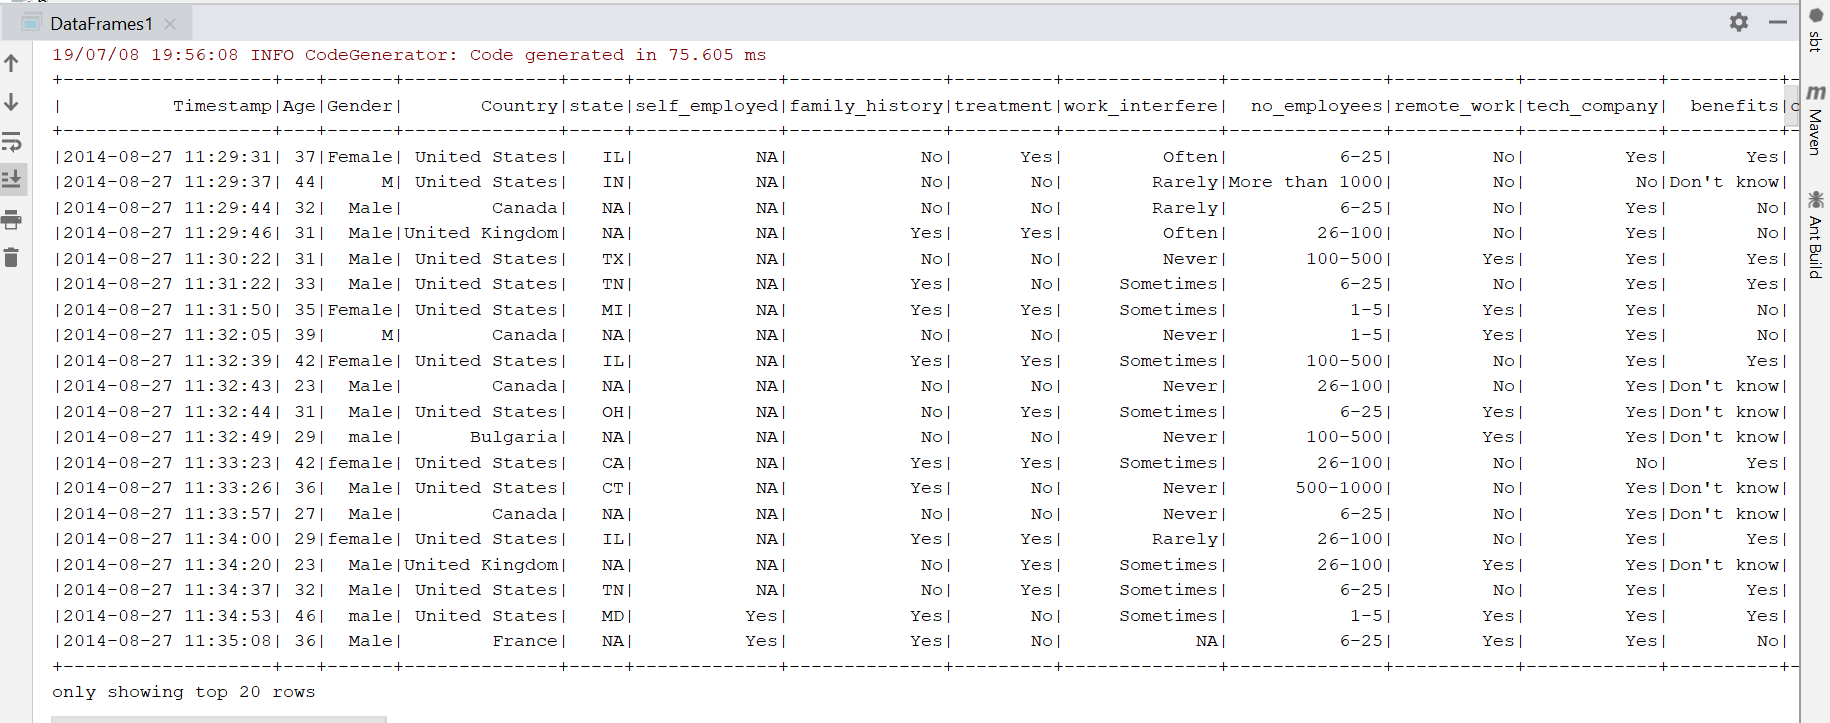 DataFrames1
19/07/08 19:56:08 INFO CodeGenerator: Code generated in 75.605 ms
+-------------------+---+------+--------------+-----+-------------+--------------+---------+--------------+--------------+-----------+------------+----------+-
|          Timestamp|Age|Gender|       Country|state|self_employed|family_history|treatment|work_interfere|  no_employees|remote_work|tech_company|  benefits|c
+-------------------+---+------+--------------+-----+-------------+--------------+---------+--------------+--------------+-----------+------------+----------+-
|2014-08-27 11:29:31| 37|Female| United States|   IL|           NA|            No|      Yes|         Often|          6-25|         No|         Yes|       Yes|
|2014-08-27 11:29:37| 44|     M| United States|   IN|           NA|            No|       No|        Rarely|More than 1000|         No|          No|Don't know|
|2014-08-27 11:29:44| 32|  Male|        Canada|   NA|           NA|            No|       No|        Rarely|          6-25|         No|         Yes|        No|
|2014-08-27 11:29:46| 31|  Male|United Kingdom|   NA|           NA|           Yes|      Yes|         Often|        26-100|         No|         Yes|        No|
|2014-08-27 11:30:22| 31|  Male| United States|   TX|           NA|            No|       No|         Never|       100-500|        Yes|         Yes|       Yes|
|2014-08-27 11:31:22| 33|  Male| United States|   TN|           NA|           Yes|       No|     Sometimes|          6-25|         No|         Yes|       Yes|
|2014-08-27 11:31:50| 35|Female| United States|   MI|           NA|           Yes|      Yes|     Sometimes|           1-5|        Yes|         Yes|        No|
|2014-08-27 11:32:05| 39|     M|        Canada|   NA|           NA|            No|       No|         Never|           1-5|        Yes|         Yes|        No|
|2014-08-27 11:32:39| 42|Female| United States|   IL|           NA|           Yes|      Yes|     Sometimes|       100-500|         No|         Yes|       Yes|
|2014-08-27 11:32:43| 23|  Male|        Canada|   NA|           NA|            No|       No|         Never|        26-100|         No|         Yes|Don't know|
|2014-08-27 11:32:44| 31|  Male| United States|   OH|           NA|            No|      Yes|     Sometimes|          6-25|        Yes|         Yes|Don't know|
|2014-08-27 11:32:49| 29|  male|      Bulgaria|   NA|           NA|            No|       No|         Never|       100-500|        Yes|         Yes|Don't know|
|2014-08-27 11:33:23| 42|female| United States|   CA|           NA|           Yes|      Yes|     Sometimes|        26-100|         No|          No|       Yes|
|2014-08-27 11:33:26| 36|  Male| United States|   CT|           NA|           Yes|       No|         Never|      500-1000|         No|         Yes|Don't know|
|2014-08-27 11:33:57| 27|  Male|        Canada|   NA|           NA|            No|       No|         Never|          6-25|         No|         Yes|Don't know|
|2014-08-27 11:34:00| 29|female| United States|   IL|           NA|           Yes|      Yes|        Rarely|        26-100|         No|         Yes|       Yes|
|2014-08-27 11:34:20| 23|  Male|United Kingdom|   NA|           NA|            No|      Yes|     Sometimes|        26-100|        Yes|         Yes|Don't know|
|2014-08-27 11:34:37| 32|  Male| United States|   TN|           NA|            No|      Yes|     Sometimes|          6-25|         No|         Yes|       Yes|
|2014-08-27 11:34:53| 46|  male| United States|   MD|          Yes|           Yes|       No|     Sometimes|           1-5|        Yes|         Yes|       Yes|
|2014-08-27 11:35:08| 36|  Male|        France|   NA|          Yes|           Yes|       No|            NA|          6-25|        Yes|         Yes|        No|
+-------------------+---+------+--------------+-----+-------------+--------------+---------+--------------+--------------+-----------+------------+----------+-
only showing top 20 rows
sbt
m Maven
Ant Build